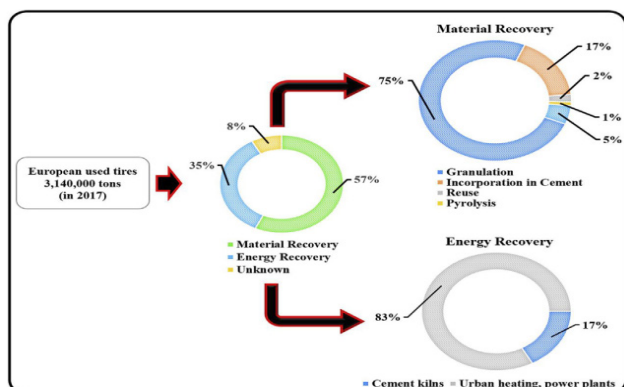 Material Recovery
17%
75%
2%
1%
5%
Granulation
Incorporation in Cement
Reuse
Pyrolysis
European used tires
3,140,000 tons
(in 2017)
8%
35%
57%
Material Recovery
Energy Recovery
Unknown
Energy Recovery
83%
17%
Cement kilns Urban heating, power plants